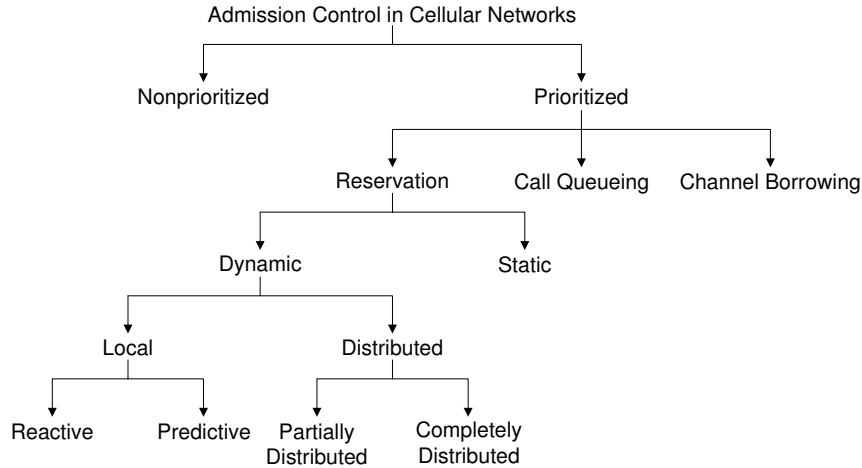 Admission Control in Cellular Networks
Nonprioritized
Prioritized
Reservation
Call Queueing
Channel Borrowing
Dynamic
Static
Local
Distributed
Reactive
Predictive
Partially
Distributed
Completely
Distributed